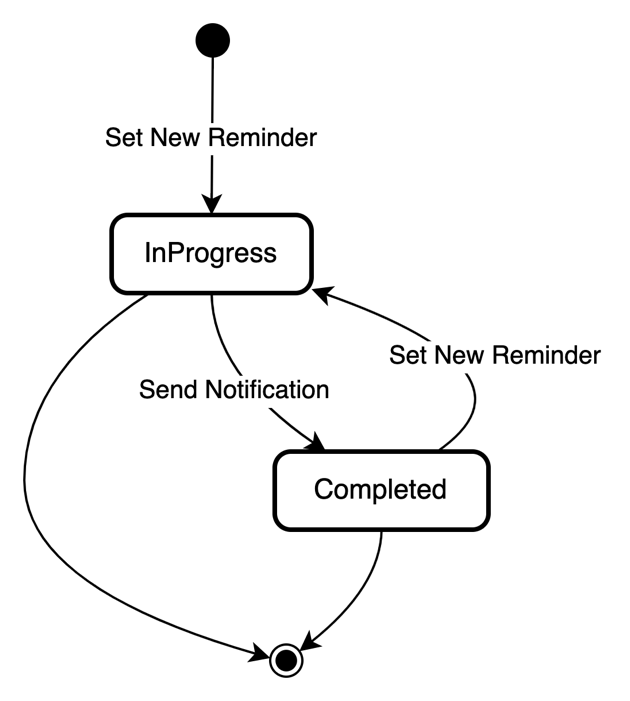 Set New Reminder
InProgress
Set New Reminder
Send Notification
Completed